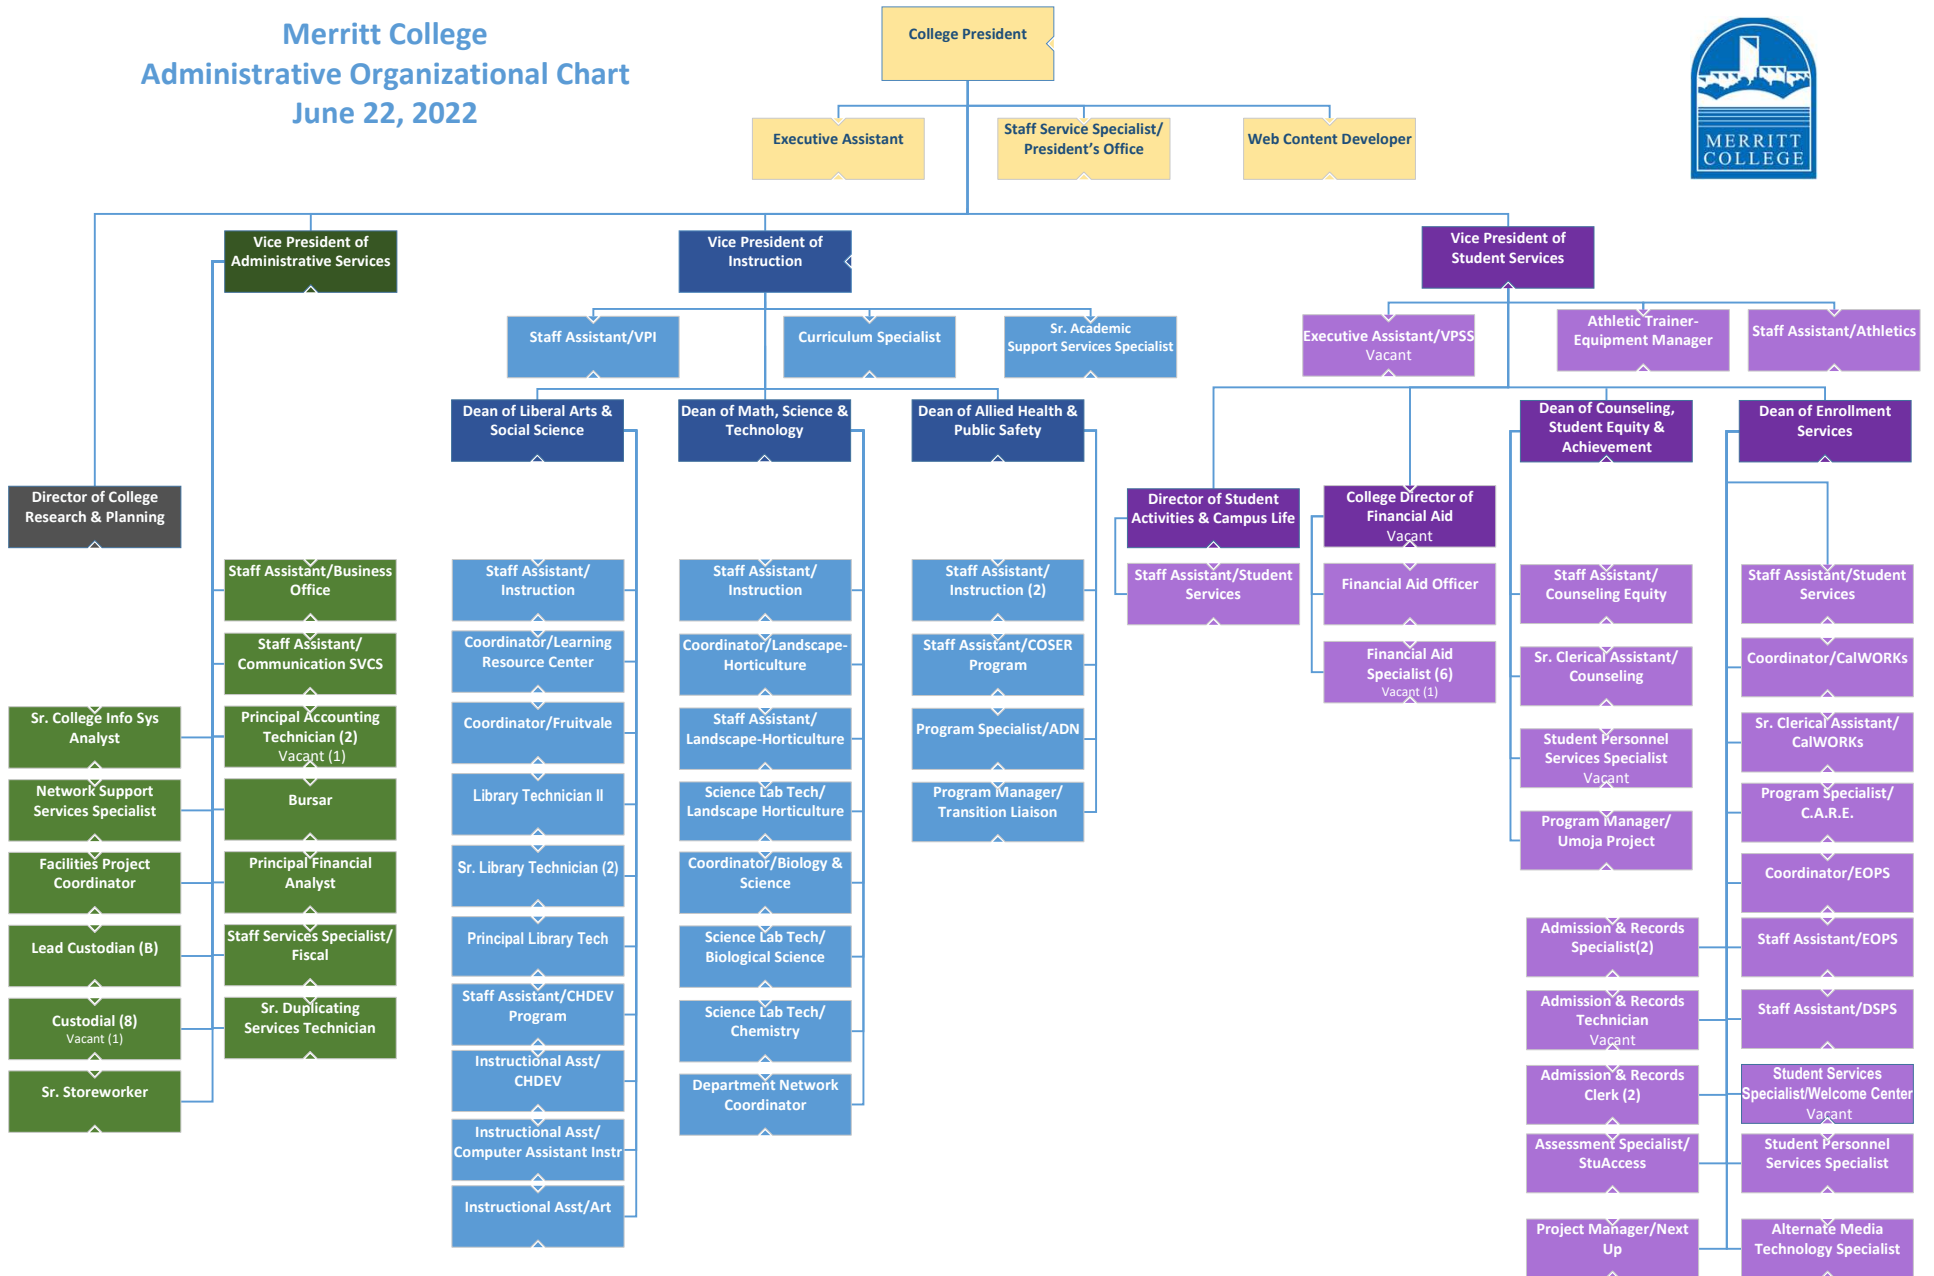 Merritt College
Administrative Organizational Chart
June 22, 2022
College President
MERRITT
COLLEGE
Executive Assistant
Staff Service Specialist/
President’s Office
Web Content Developer
Vice President of
Administrative Services
Vice President of
Instruction
Vice President of
Student Services
Staff Assistant/VPI
Curriculum Specialist
Sr. Academic
Support Services Specialist
Executive Assistant/VPSS
Vacant
Athletic Trainer-
Equipment Manager
Staff Assistant/Athletics
Dean of Liberal Arts &
Social Science
Dean of Math, Science &
Technology
Dean of Allied Health &
Public Safety
Dean of Counseling,
Student Equity &
Achievement
Dean of Enrollment
Services
Director of College
Research & Planning
Director of Student
Activities & Campus Life
College Director of
Financial Aid
Vacant
Sr. College Info Sys
Analyst
Network Support
Services Specialist
Facilities Project
Coordinator
Lead Custodian (B)
Custodial (8)
Vacant (1)
Sr. Storeworker
Staff Assistant/Business
Office
Staff Assistant/
Communication SVCS
Principal Accounting
Technician (2)
Vacant (1)
Bursar
Principal Financial
Analyst
Staff Services Specialist/
Fiscal
Sr. Duplicating
Services Technician
Staff Assistant/
Instruction
Coordinator/Learning
Resource Center
Coordinator/Fruitvale
Library Technician II
Sr. Library Technician (2)
Principal Library Tech
Staff Assistant/CHDEV
Program
Instructional Asst/
CHDEV
Instructional Asst/
Computer Assistant Instr
Instructional Asst/Art
Staff Assistant/
Instruction
Coordinator/Landscape-
Horticulture
Staff Assistant/
Landscape-Horticulture
Science Lab Tech/
Landscape Horticulture
Coordinator/Biology &
Science
Science Lab Tech/
Biological Science
Science Lab Tech/
Chemistry
Department Network
Coordinator
Staff Assistant/
Instruction (2)
Staff Assistant/COSER
Program
Program Specialist/ADN
Program Manager/
Transition Liaison
Staff Assistant/Student
Services
Financial Aid Officer
Financial Aid
Specialist (6)
Vacant (1)
Staff Assistant/
Counseling Equity
Sr. Clerical Assistant/
Counseling
Student Personnel
Services Specialist
Vacant
Program Manager/
Umoja Project
Admission & Records
Specialist(2)
Admission & Records
Technician
Vacant
Admission & Records
Clerk (2)
Assessment Specialist/
StuAccess
Project Manager/Next
Up
Staff Assistant/Student
Services
Coordinator/CalWORKs
Sr. Clerical Assistant/
CalWORKs
Program Specialist/
C.A.R.E.
Coordinator/EOPS
Staff Assistant/EOPS
Staff Assistant/DSPS
Student Services
Specialist/Welcome Center
Vacant
Student Personnel
Services Specialist
Alternate Media
Technology Specialist